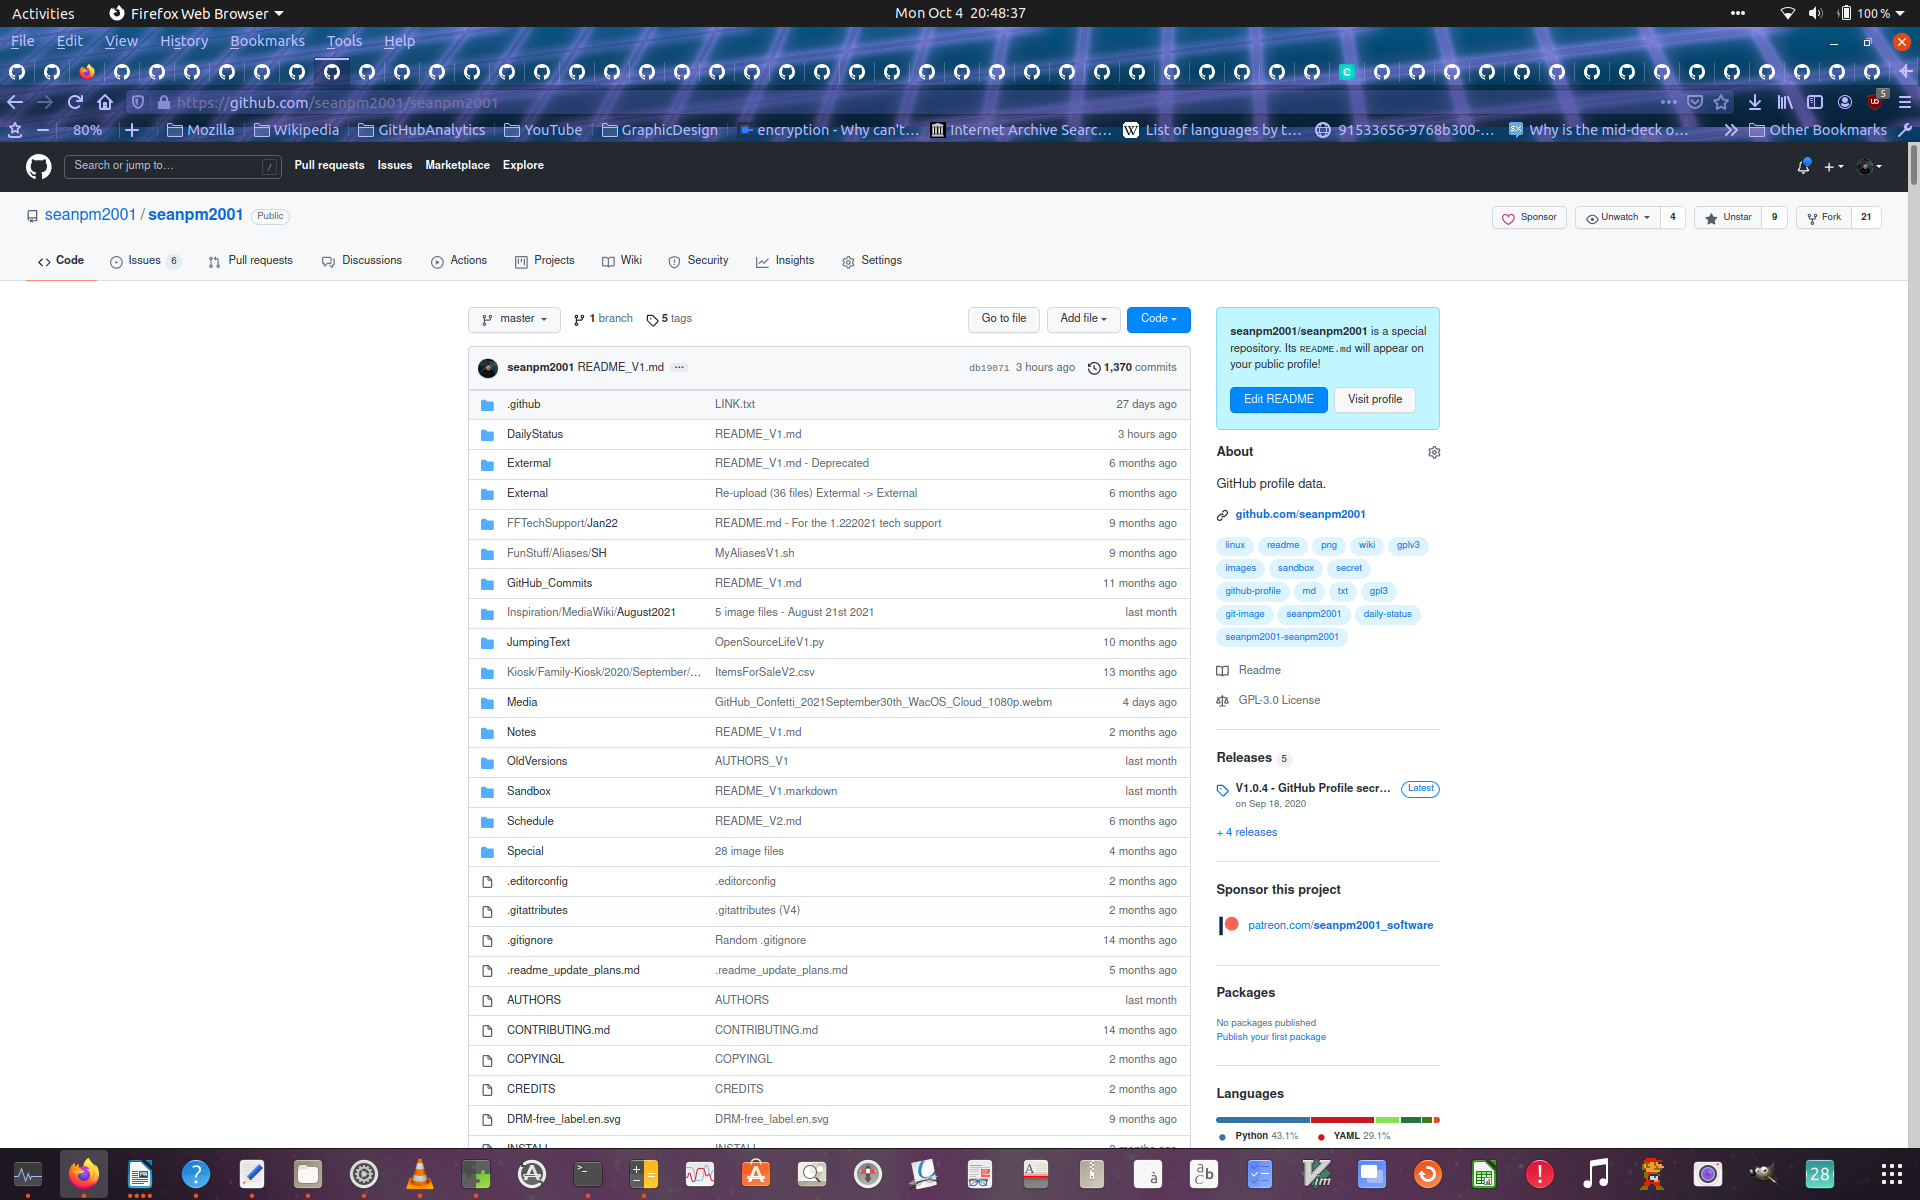 Activities Firefox Web Browser Mon Oct 4 20:48:37 100 %
File Edit View History Bookmarks Tools Help
https://github.com/seanpm2001/seanpm2001 5
80% Mozilla Wikipedia GitHubAnalytics YouTube GraphicDesign encryption - Why can't... Internet Archive Searc... List of languages by t... 91533656-9768b300-... Why is the mid-deck o... Other Bookmarks
Search or jump to... / Pull requests Issues Marketplace Explore
seanpm2001 / seanpm2001 Public Sponsor Unwatch 4 Unstar 9 Fork 21
Code Issues 6 Pull requests Discussions Actions Projects Wiki Security Insights Settings
master 1 branch 5 tags Go to file Add file Code
seanpm2001 README_V1.md ... db19071 3 hours ago 1,370 commits
.github LINK.txt 27 days ago
DailyStatus README_V1.md 3 hours ago
Extermal README_V1.md - Deprecated 6 months ago
External Re-upload (36 files) Extermal -> External 6 months ago
FFTechSupport/Jan22 README.md - For the 1.222021 tech support 9 months ago
FunStuff/Aliases/SH MyAliasesV1.sh 9 months ago
GitHub_Commits README_V1.md 11 months ago
Inspiration/MediaWiki/August2021 5 image files - August 21st 2021 last month
JumpingText OpenSourceLifeV1.py 10 months ago
Kiosk/Family-Kiosk/2020/September/... ItemsForSaleV2.csv 13 months ago
Media GitHub_Confetti_2021September30th_WacOS_Cloud_1080p.webm 4 days ago
Notes README_V1.md 2 months ago
OldVersions AUTHORS_V1 last month
Sandbox README_V1.markdown last month
Schedule README_V2.md 6 months ago
Special 28 image files 4 months ago
.editorconfig .editorconfig 2 months ago
.gitattributes .gitattributes (V4) 2 months ago
.gitignore Random .gitignore 14 months ago
.readme_update_plans.md .readme_update_plans.md 5 months ago
AUTHORS AUTHORS last month
CONTRIBUTING.md CONTRIBUTING.md 14 months ago
COPYINGL COPYINGL 2 months ago
CREDITS CREDITS 2 months ago
DRM-free_label.en.svg DRM-free_label.en.svg 9 months ago
seanpm2001/seanpm2001 is a special
repository. Its README.md will appear on
your public profile!
Edit README Visit profile
About
GitHub profile data.
github.com/seanpm2001
linux readme png wiki gplv3
images sandbox secret
github-profile md txt gpl3
git-image seanpm2001 daily-status
seanpm2001-seanpm2001
Readme
GPL-3.0 License
Releases 5
V1.0.4 - GitHub Profile secr... Latest
on Sep 18, 2020
+ 4 releases
Sponsor this project
patreon.com/seanpm2001_software
Packages
No packages published
Publish your first package
Languages
Python 43.1% YAML 29.1%
28